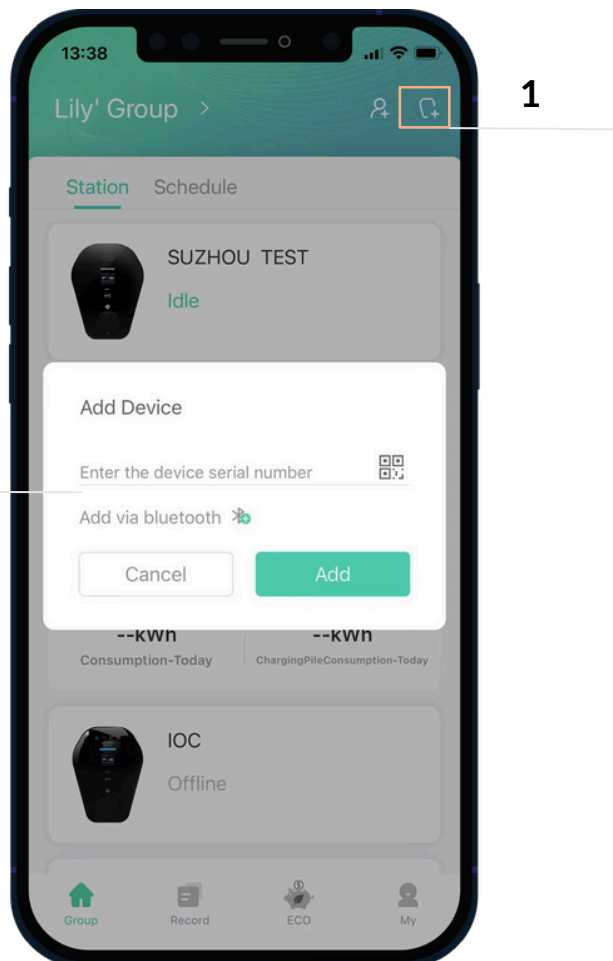 13:38
1
Lily' Group >
Station Schedule
SUZHOU TEST
Idle
Add Device
Enter the device serial number
Add via bluetooth
Cancel Add
--kWh --kWh
Consumption-Today ChargingPileConsumption-Today
IOC
Offline
Group Record ECO My